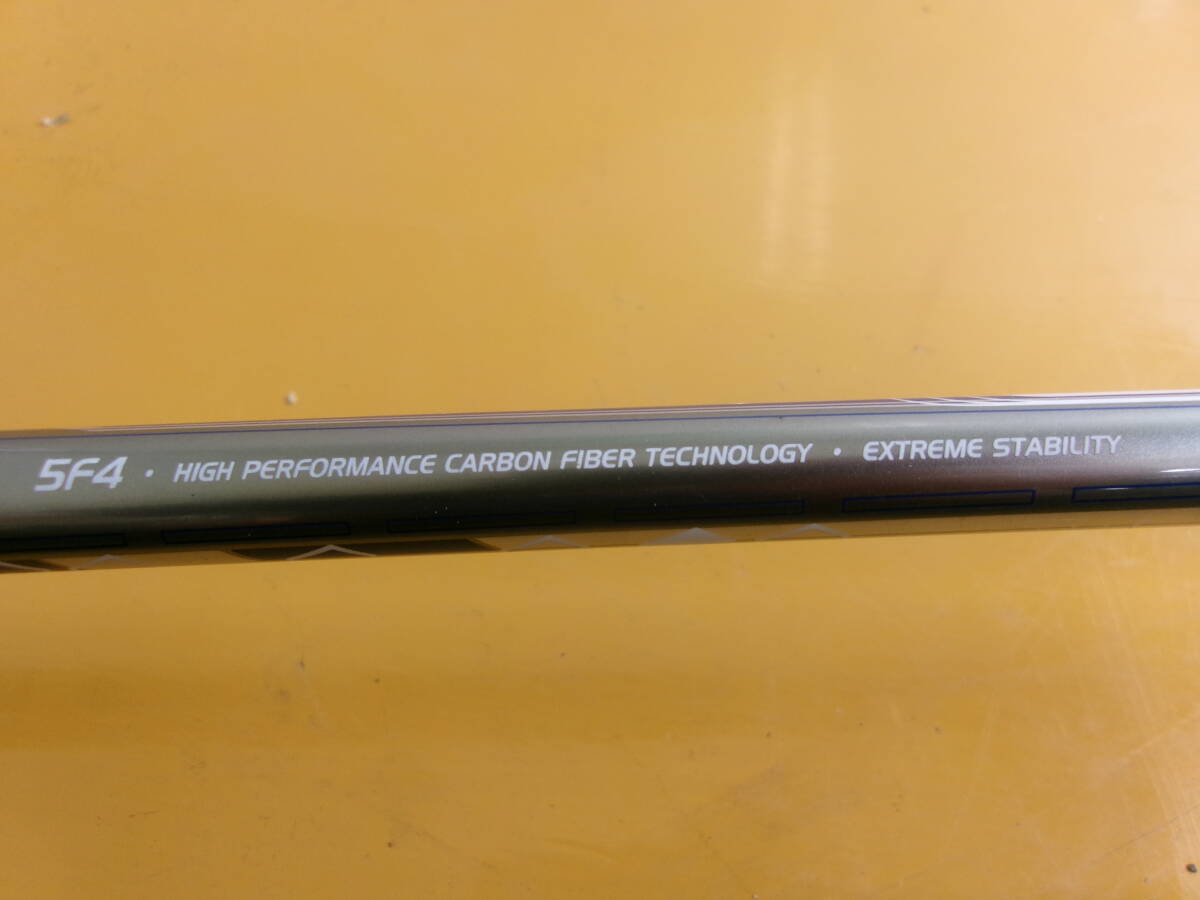 5F4 · HIGH PERFORMANCE CARBON FIBER TECHNOLOGY · EXTREME STABILITY